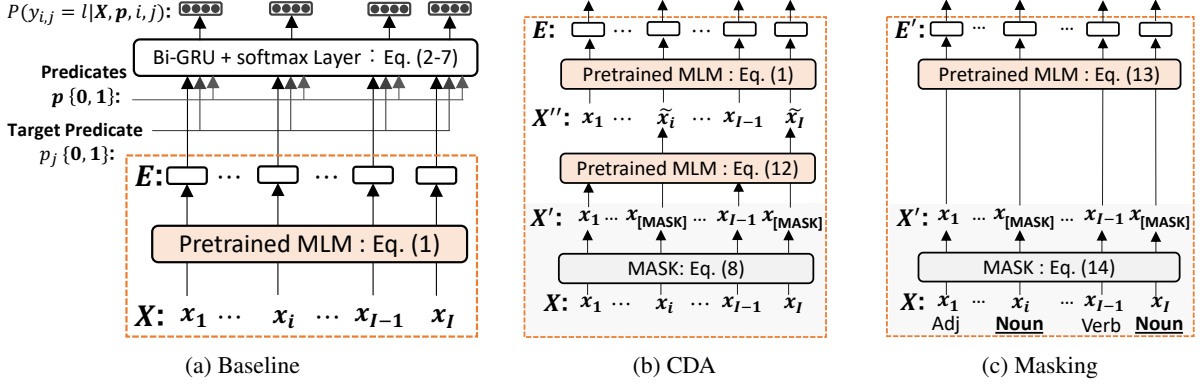 P(y_{i,j} = l|X, p, i, j):
Bi-GRU + softmax Layer : Eq. (2-7)
Predicates
p {0, 1}:
Target Predicate
p_j {0, 1}:
E: ... ...
Pretrained MLM : Eq. (1)
X: x_1 ... x_i ... x_{I-1} x_I
(a) Baseline
E: ... ...
Pretrained MLM : Eq. (1)
X'': x_1 ... x̃_i ... x_{I-1} x̃_I
Pretrained MLM : Eq. (12)
X': x_1 ... x_[MASK] ... x_{I-1} x_[MASK]
MASK: Eq. (8)
X: x_1 ... x_i ... x_{I-1} x_I
(b) CDA
E': ... ...
Pretrained MLM : Eq. (13)
X': x_1 ... x_[MASK] ... x_{I-1} x_[MASK]
MASK : Eq. (14)
X: x_1 ... x_i ... x_{I-1} x_I
Adj Noun Verb Noun
(c) Masking